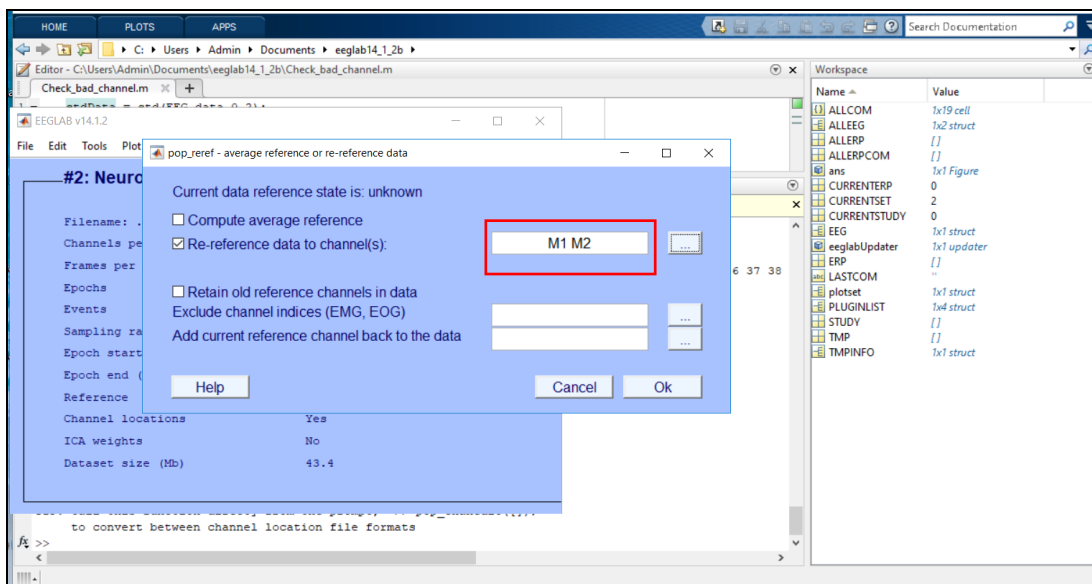 HOME PLOTS APPS
Search Documentation
C: Users Admin Documents eeglab14_1_2b
Editor - C:\Users\Admin\Documents\eeglab14_1_2b\Check_bad_channel.m
Check_bad_channel.m
EEGLAB v14.1.2
File Edit Tools Plot
#2: Neuro
Filename: .
Channels pe
Frames per
Epochs
Events
Sampling ra
Epoch start
Epoch end (
Reference
Channel locations Yes
ICA weights No
Dataset size (Mb) 43.4
pop_reref - average reference or re-reference data
Current data reference state is: unknown
Compute average reference
Re-reference data to channel(s): M1 M2 ...
Retain old reference channels in data
Exclude channel indices (EMG, EOG) ...
Add current reference channel back to the data ...
Help Cancel Ok
6 37 38
to convert between channel location file formats
fx >>
Workspace
Name Value
ALLCOM 1x19 cell
ALLEEG 1x2 struct
ALLERP []
ALLERPCOM []
ans 1x1 Figure
CURRENTERP 0
CURRENTSET 2
CURRENTSTUDY 0
EEG 1x1 struct
eeglabUpdater 1x1 updater
ERP []
LASTCOM ''
plotset 1x1 struct
PLUGINLIST 1x4 struct
STUDY []
TMP []
TMPINFO 1x1 struct